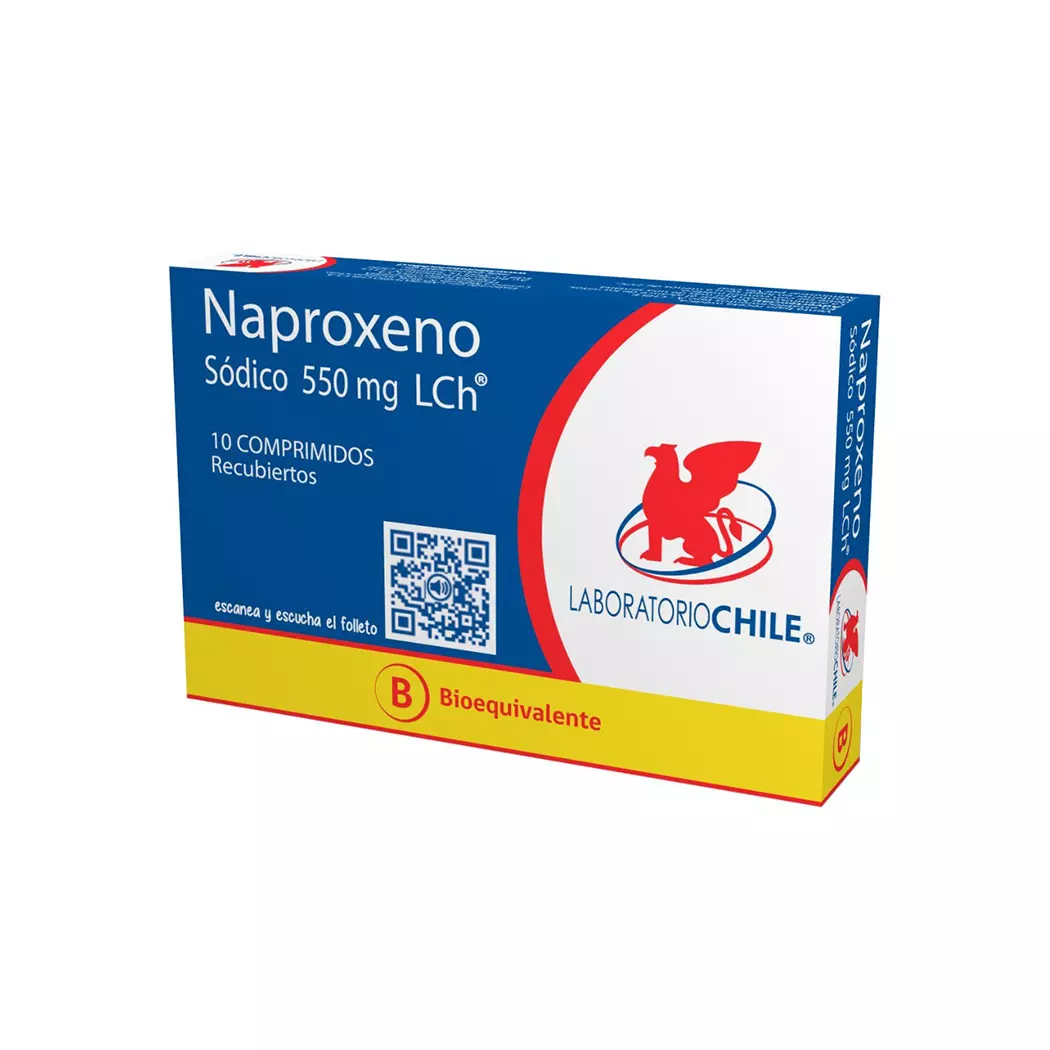 Naproxeno
Sódico 550 mg LCh®
10 COMPRIMIDOS
Recubiertos
escanea y escucha el folleto
B Bioequivalente
LABORATORIOCHILE®
Naproxeno
Sódico 550 mg LCh®
LABORATORIOCHILE®
B